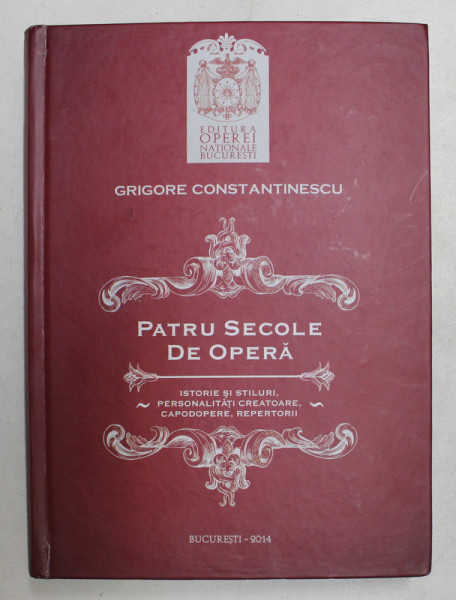 EDITURA
OPEREI
NAȚIONALE
BUCUREȘTI
GRIGORE CONSTANTINESCU
PATRU SECOLE
DE OPERĂ
ISTORIE ȘI STILURI,
PERSONALITĂȚI CREATOARE,
CAPODOPERE, REPERTORII
BUCUREȘTI - 2014